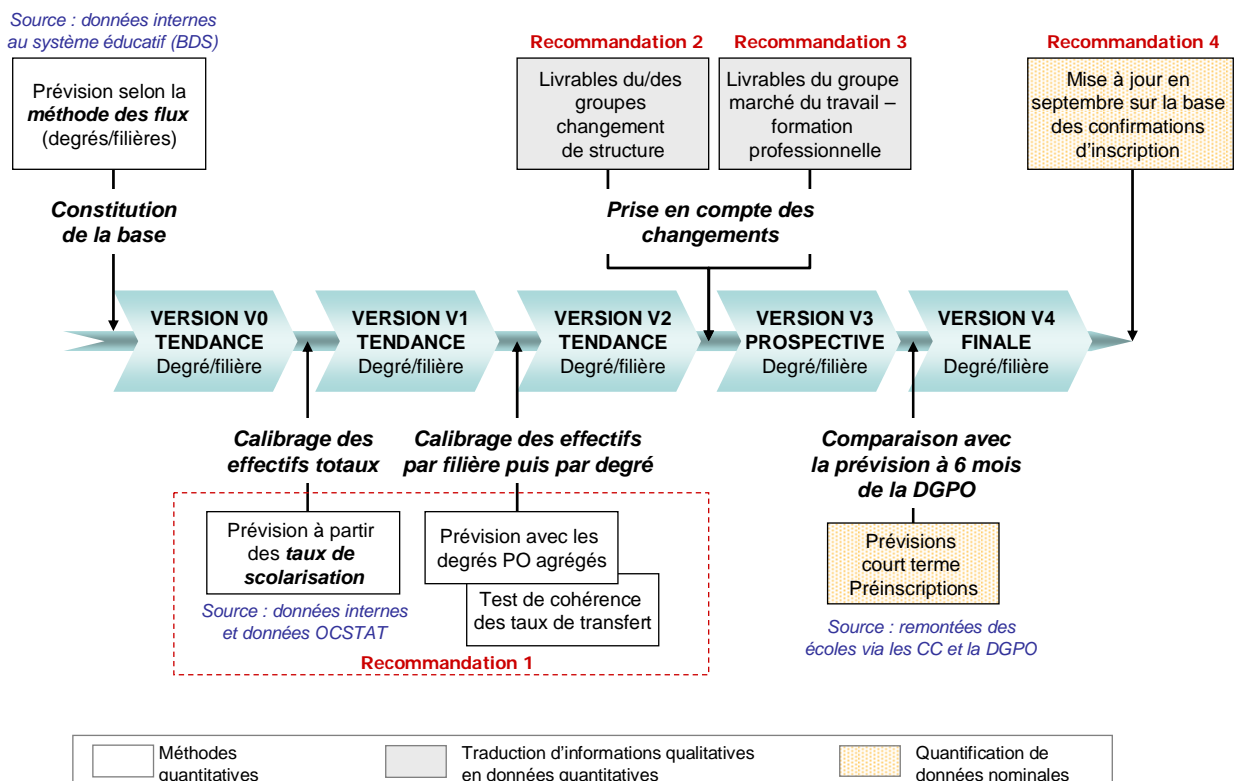 Source : données internes
au système éducatif (BDS)
Prévision selon la
méthode des flux
(degrés/filières)
Constitution
de la base
Recommandation 2
Livrables du/des
groupes
changement
de structure
Recommandation 3
Livrables du groupe
marché du travail –
formation
professionnelle
Prise en compte des
changements
Recommandation 4
Mise à jour en
septembre sur la base
des confirmations
d’inscription
VERSION V0
TENDANCE
Degré/filière
VERSION V1
TENDANCE
Degré/filière
VERSION V2
TENDANCE
Degré/filière
VERSION V3
PROSPECTIVE
Degré/filière
VERSION V4
FINALE
Degré/filière
Calibrage des
effectifs totaux
Prévision à partir
des taux de
scolarisation
Source : données internes
et données OCSTAT
Calibrage des effectifs
par filière puis par degré
Prévision avec les
degrés PO agrégés
Test de cohérence
des taux de transfert
Recommandation 1
Comparaison avec
la prévision à 6 mois
de la DGPO
Prévisions
court terme
Préinscriptions
Source : remontées des
écoles via les CC et la DGPO
Méthodes
quantitatives
Traduction d’informations qualitatives
en données quantitatives
Quantification de
données nominales